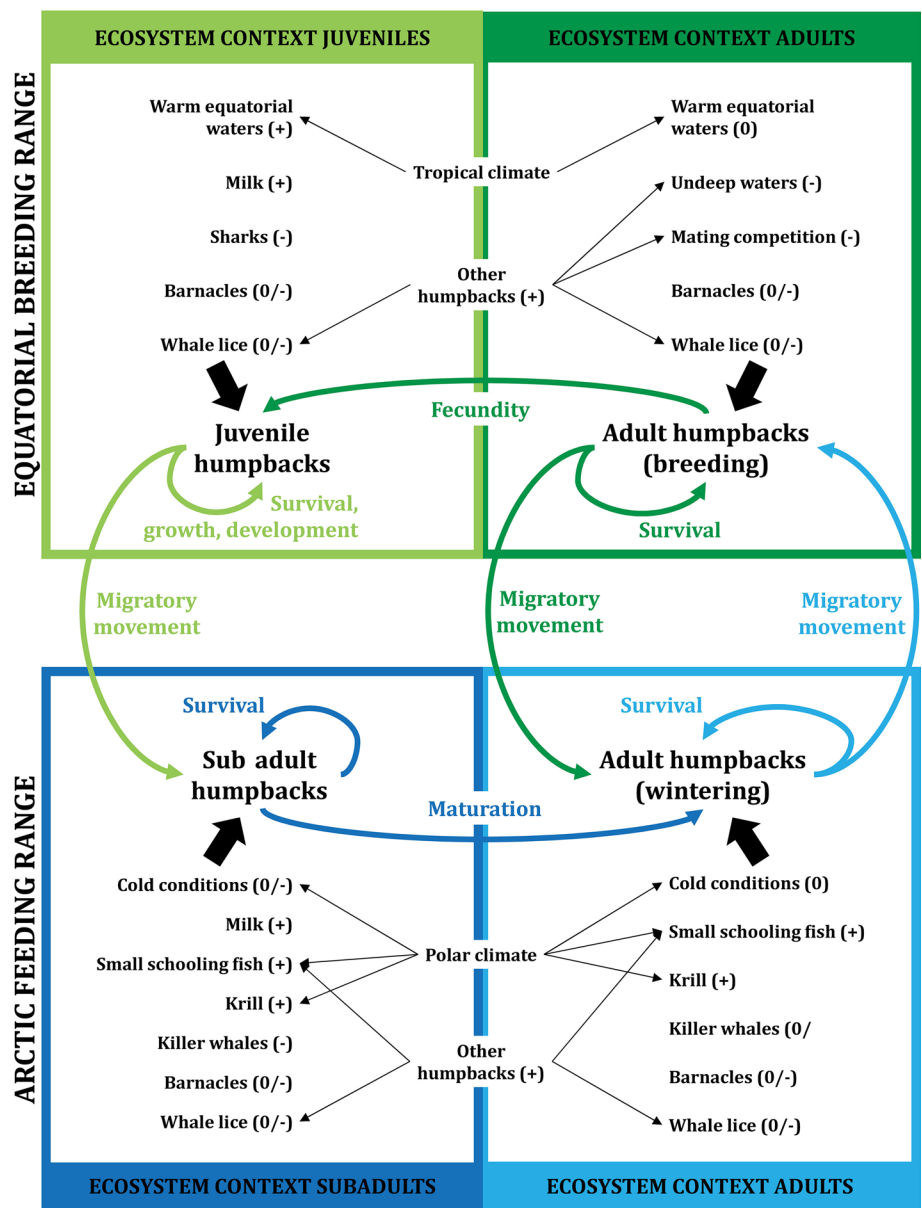 ECOSYSTEM CONTEXT JUVENILES
ECOSYSTEM CONTEXT ADULTS
EQUATORIAL BREEDING RANGE
Warm equatorial
waters (+)
Milk (+)
Sharks (-)
Barnacles (0/-)
Whale lice (0/-)
Tropical climate
Other
humpbacks (+)
Warm equatorial
waters (0)
Undeep waters (-)
Mating competition (-)
Barnacles (0/-)
Whale lice (0/-)
Fecundity
Juvenile
humpbacks
Survival,
growth, development
Adult humpbacks
(breeding)
Survival
Migratory
movement
Migratory
movement
Migratory
movement
ARCTIC FEEDING RANGE
Survival
Sub adult
humpbacks
Maturation
Survival
Adult humpbacks
(wintering)
Cold conditions (0/-)
Milk (+)
Small schooling fish (+)
Krill (+)
Killer whales (-)
Barnacles (0/-)
Whale lice (0/-)
Polar climate
Other
humpbacks (+)
Cold conditions (0)
Small schooling fish (+)
Krill (+)
Killer whales (0/
Barnacles (0/-)
Whale lice (0/-)
ECOSYSTEM CONTEXT SUBADULTS
ECOSYSTEM CONTEXT ADULTS